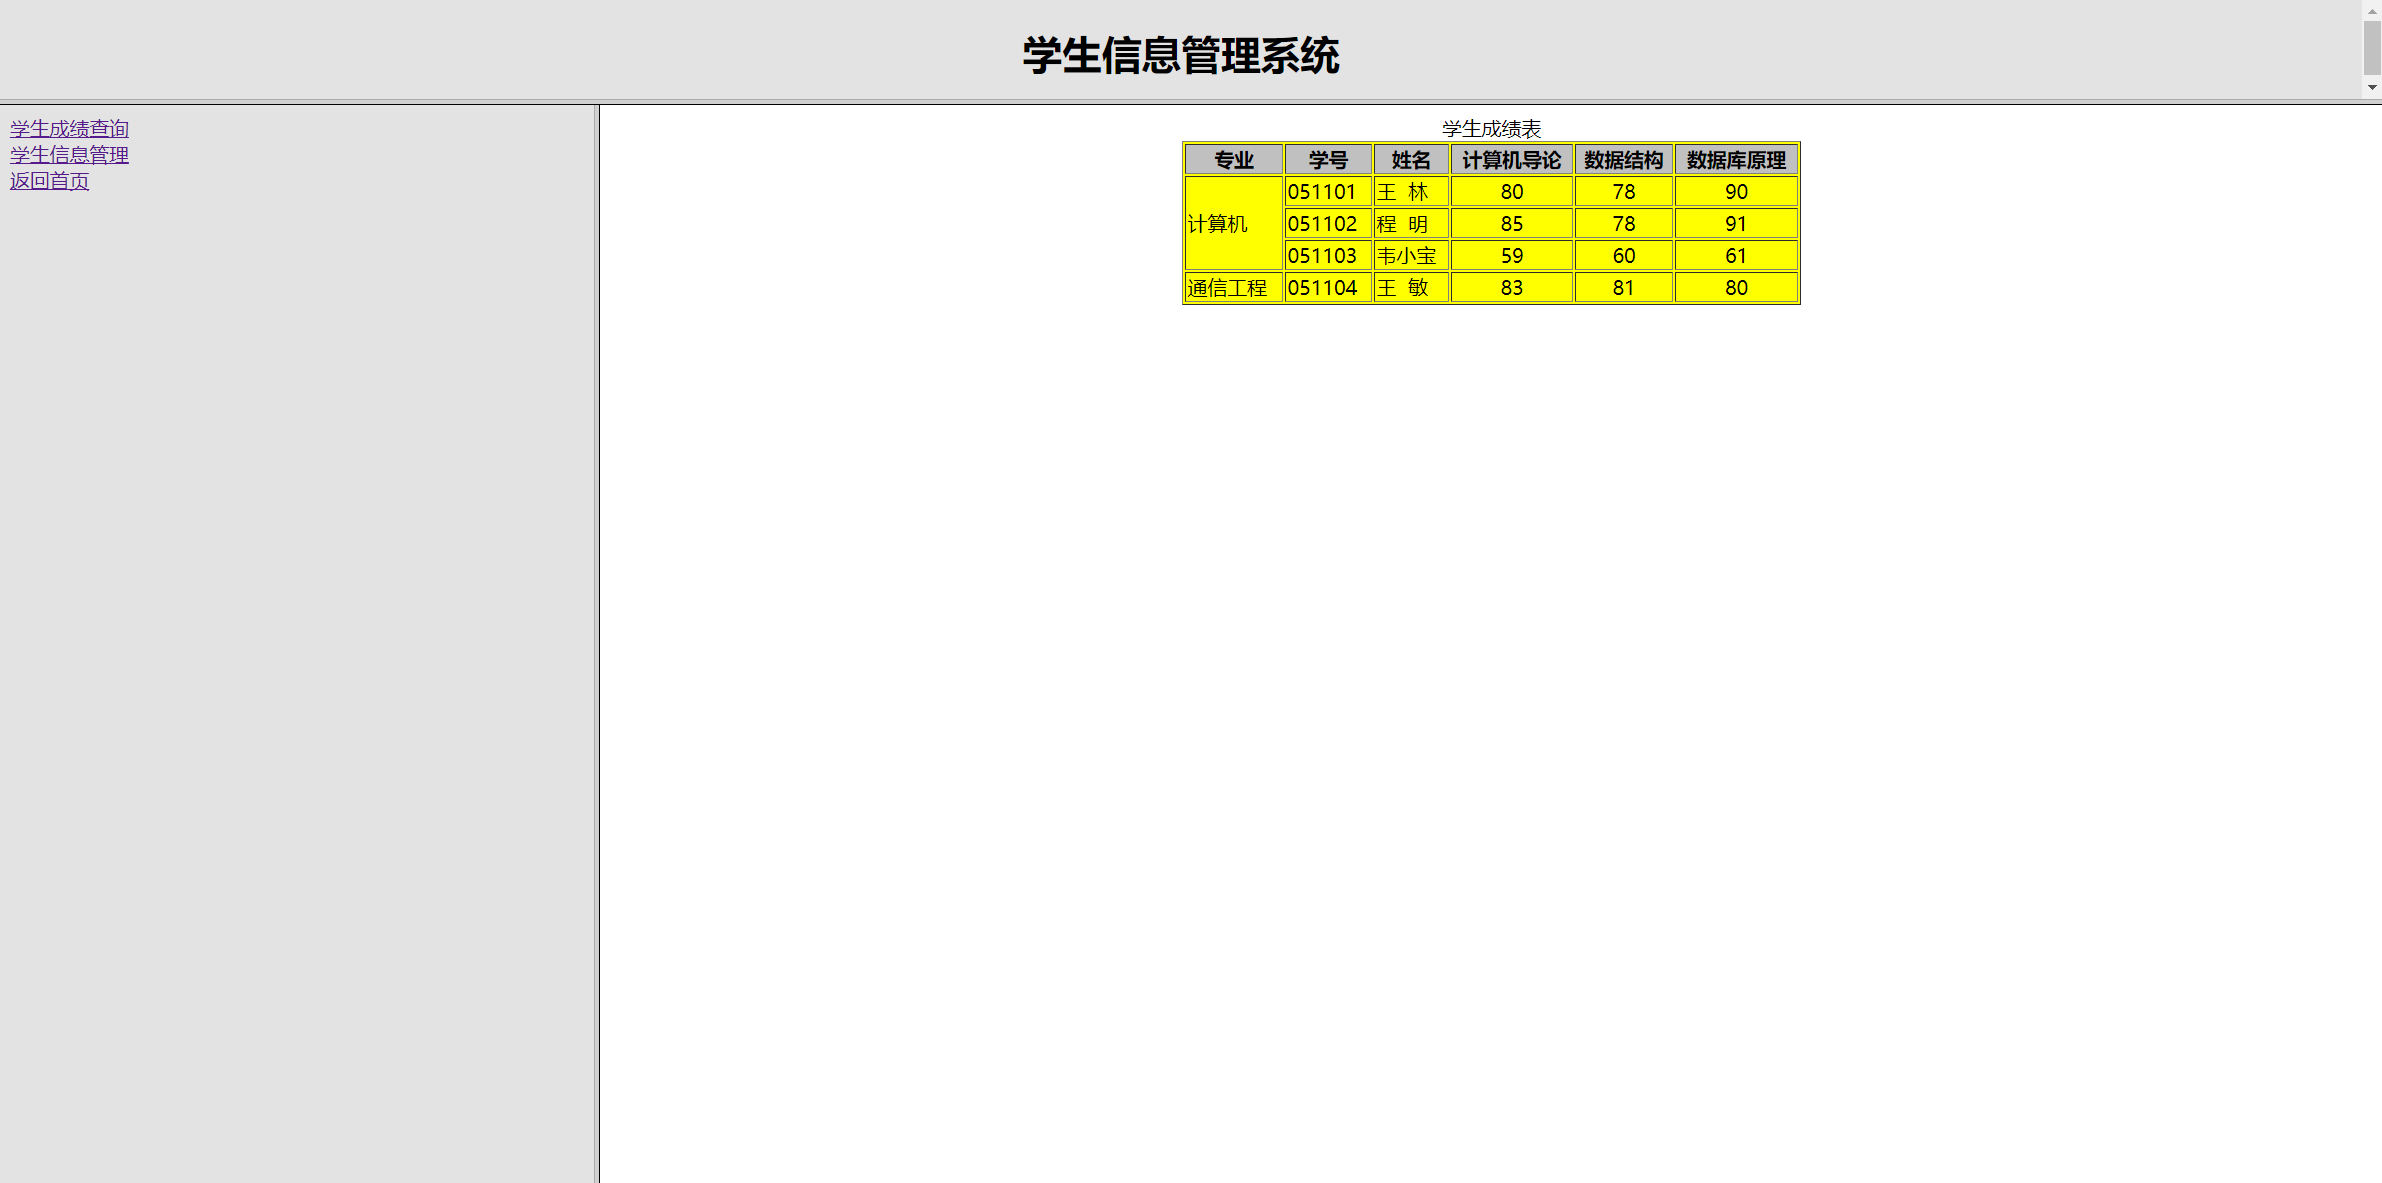 学生信息管理系统
学生成绩查询
学生信息管理
返回首页
学生成绩表
专业 学号 姓名 计算机导论 数据结构 数据库原理
计算机 051101 王 林 80 78 90
051102 程 明 85 78 91
051103 韦小宝 59 60 61
通信工程 051104 王 敏 83 81 80